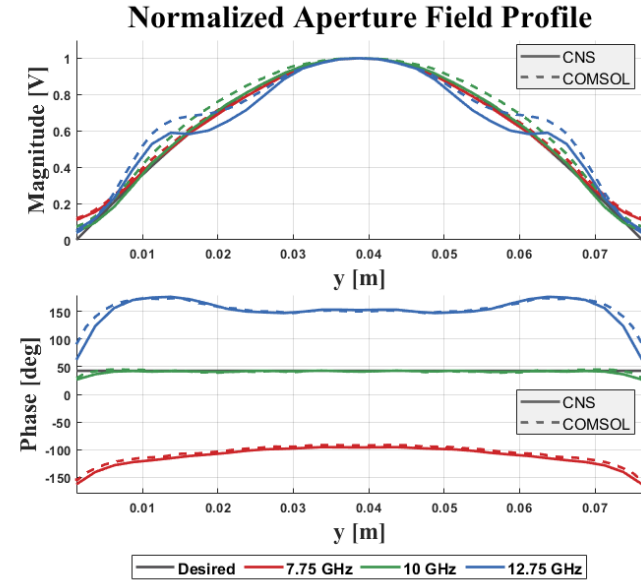 Normalized Aperture Field Profile
Magnitude [V]
1
0.8
0.6
0.4
0.2
0
CNS
COMSOL
0.01 0.02 0.03 0.04 0.05 0.06 0.07
y [m]
Phase [deg]
150
100
50
0
-50
-100
-150
CNS
COMSOL
0.01 0.02 0.03 0.04 0.05 0.06 0.07
y [m]
Desired 7.75 GHz 10 GHz 12.75 GHz